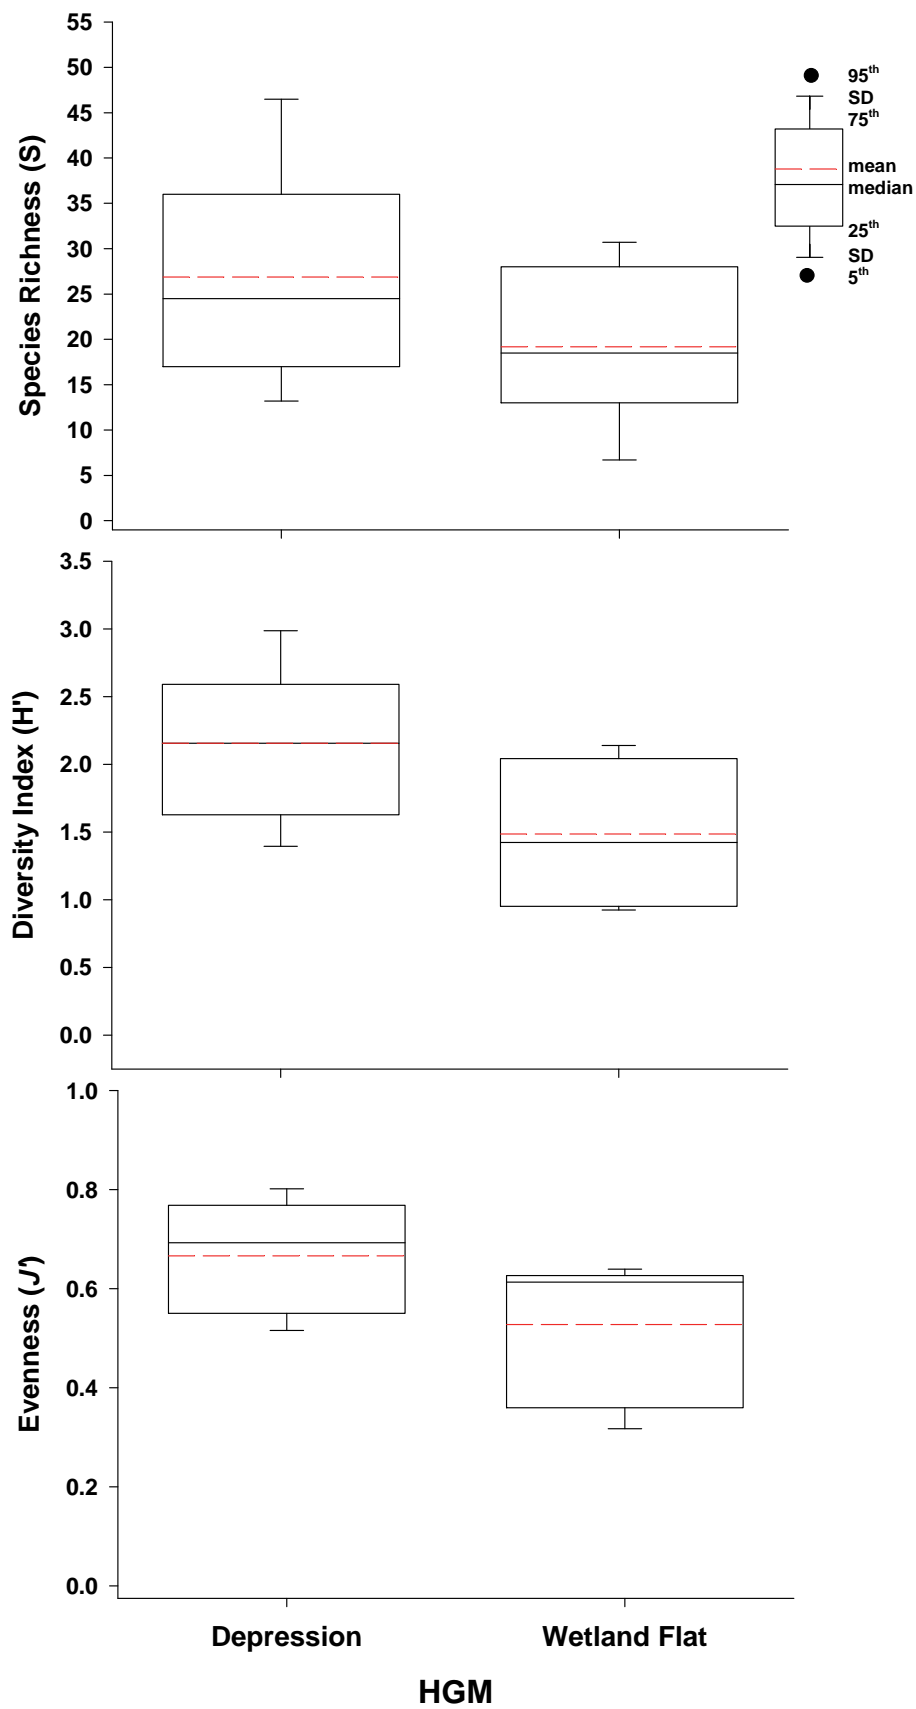 55
50
45
40
35
30
25
20
15
10
5
0
Species Richness (S)
95th
SD
75th
mean
median
25th
SD
5th
3.5
3.0
2.5
2.0
1.5
1.0
0.5
0.0
Diversity Index (H')
1.0
0.8
0.6
0.4
0.2
0.0
Evenness (J')
Depression Wetland Flat
HGM